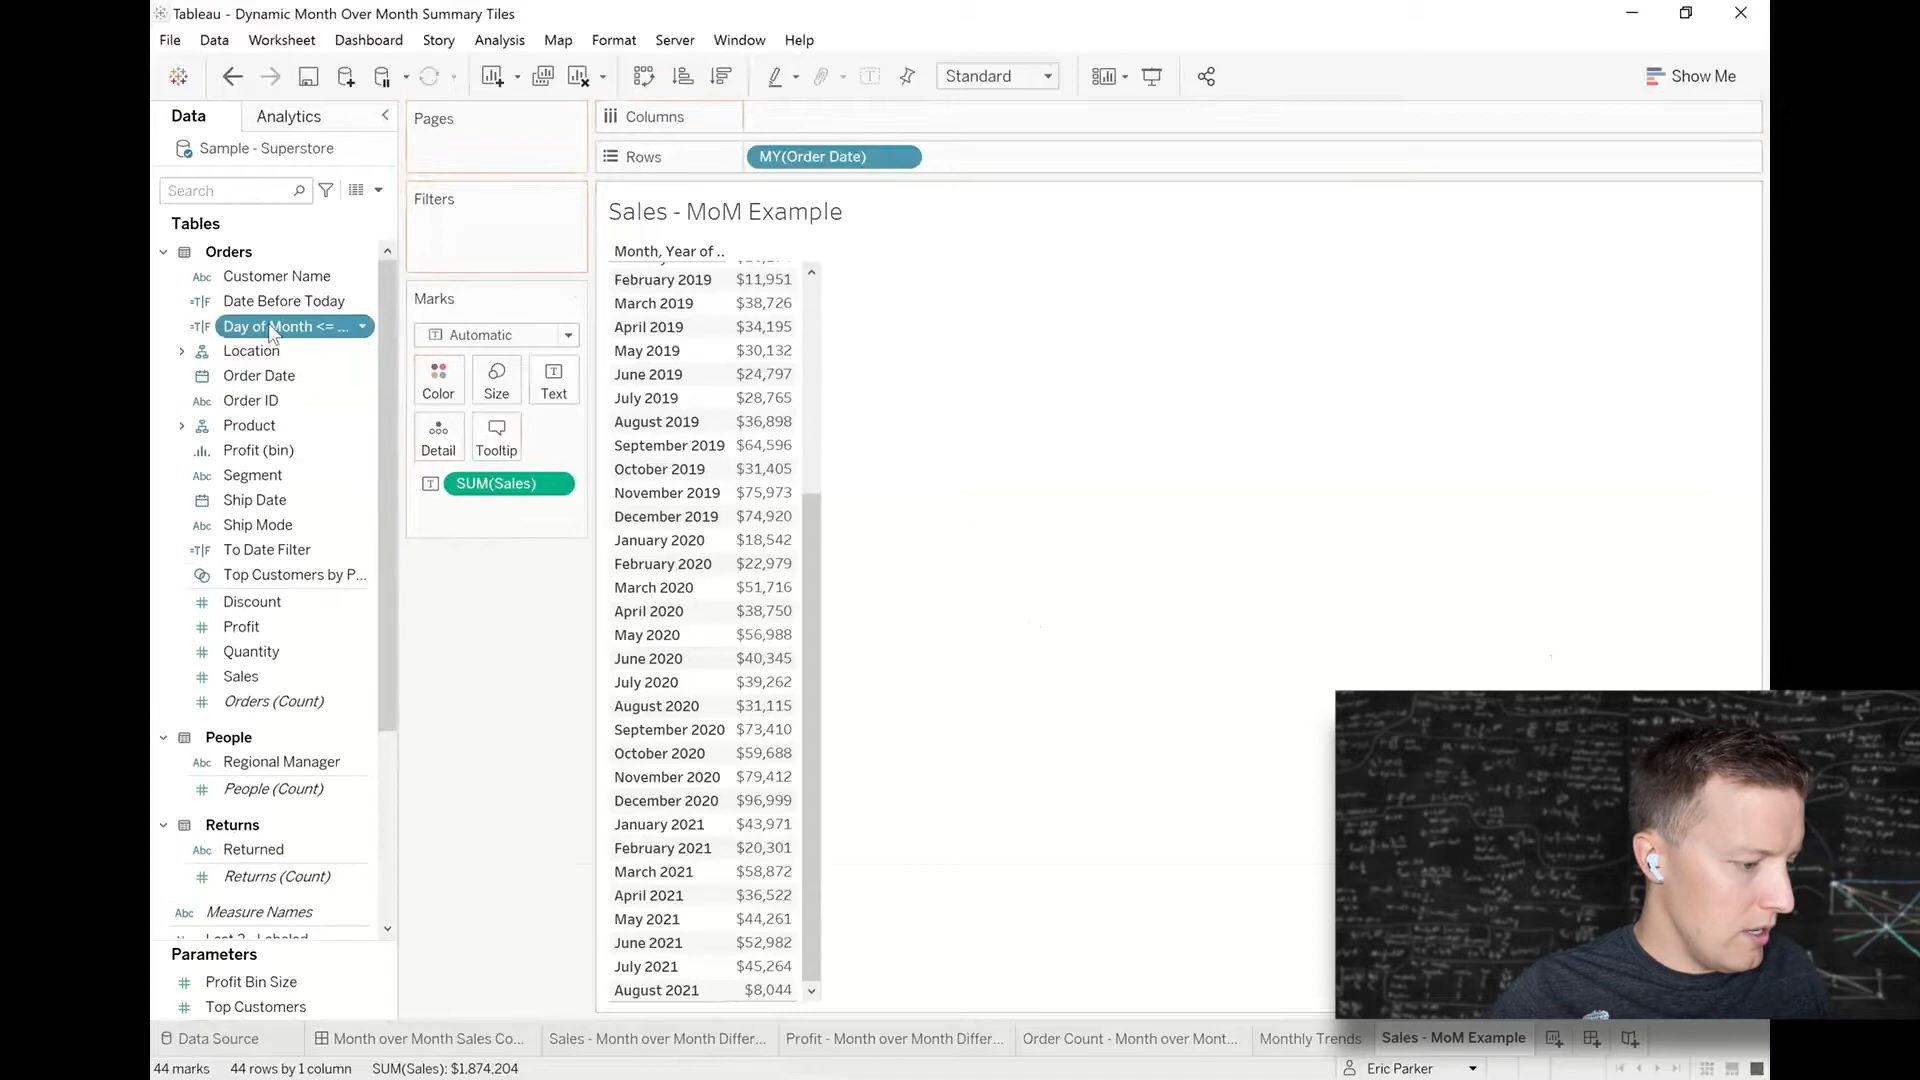 Tableau - Dynamic Month Over Month Summary Tiles
File Data Worksheet Dashboard Story Analysis Map Format Server Window Help
Standard
Show Me
Data Analytics
Sample - Superstore
Search
Tables
Orders
Abc Customer Name
=T|F Date Before Today
=T|F Day of Month <= ...
Location
Order Date
Abc Order ID
Product
Profit (bin)
Abc Segment
Ship Date
Abc Ship Mode
=T|F To Date Filter
Top Customers by P...
# Discount
# Profit
# Quantity
# Sales
# Orders (Count)
People
Abc Regional Manager
# People (Count)
Returns
Abc Returned
# Returns (Count)
Abc Measure Names
Parameters
# Profit Bin Size
# Top Customers
Pages
Filters
Marks
Automatic
Color Size Text
Detail Tooltip
SUM(Sales)
Columns
Rows MY(Order Date)
Sales - MoM Example
Month, Year of ..
February 2019 $11,951
March 2019 $38,726
April 2019 $34,195
May 2019 $30,132
June 2019 $24,797
July 2019 $28,765
August 2019 $36,898
September 2019 $64,596
October 2019 $31,405
November 2019 $75,973
December 2019 $74,920
January 2020 $18,542
February 2020 $22,979
March 2020 $51,716
April 2020 $38,750
May 2020 $56,988
June 2020 $40,345
July 2020 $39,262
August 2020 $31,115
September 2020 $73,410
October 2020 $59,688
November 2020 $79,412
December 2020 $96,999
January 2021 $43,971
February 2021 $20,301
March 2021 $58,872
April 2021 $36,522
May 2021 $44,261
June 2021 $52,982
July 2021 $45,264
August 2021 $8,044
Data Source Month over Month Sales Co... Sales - Month over Month Differ... Profit - Month over Month Differ... Order Count - Month over Mont... Monthly Trends Sales - MoM Example
44 marks 44 rows by 1 column SUM(Sales): $1,874,204 Eric Parker